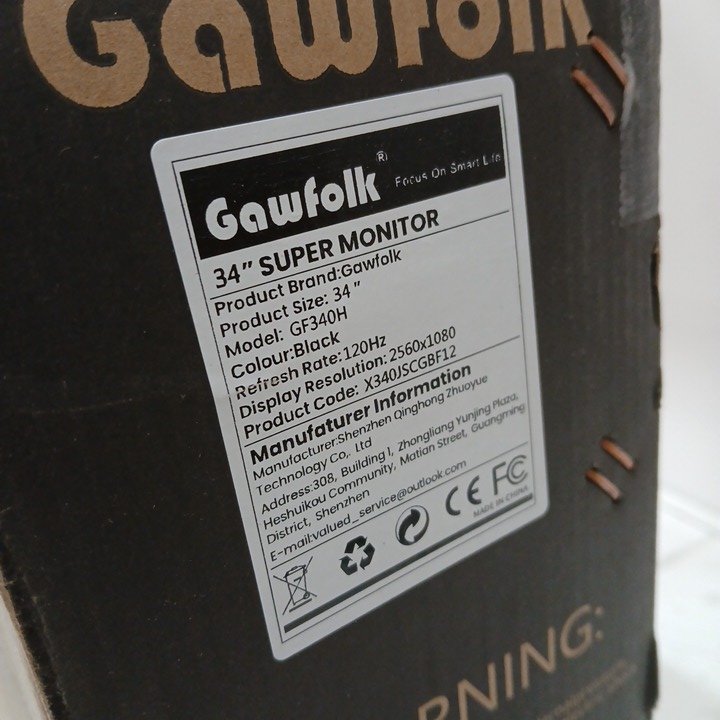 Gawfolk
Gawfolk® Focus On Smart Life
34" SUPER MONITOR
Product Brand:Gawfolk
Product Size: 34 "
Model: GF340H
Colour:Black
Refresh Rate:120Hz
Display Resolution: 2560x1080
Product Code: X340JSCGBF12
Manufaturer Information
Manufacturer:Shenzhen Qinghong Zhuoyue
Technology Co,. Ltd
Address:308, Building 1, Zhongliang Yunjing Plaza,
Heshuikou Community, Matian Street, Guangming
District, Shenzhen
E-mail:valued_service@outlook.com
CE FC
MADE IN CHINA
RNING: